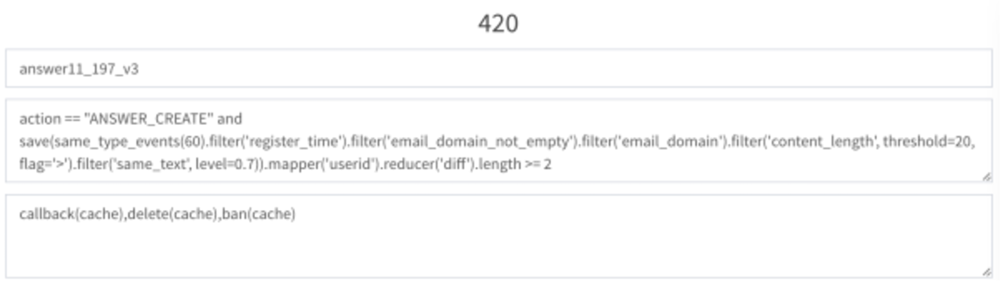 420
answer11_197_v3
action == "ANSWER_CREATE" and
save(same_type_events(60).filter('register_time').filter('email_domain_not_empty').filter('email_domain').filter('content_length', threshold=20,
flag='>').filter('same_text', level=0.7)).mapper('userid').reducer('diff').length >= 2
callback(cache),delete(cache),ban(cache)